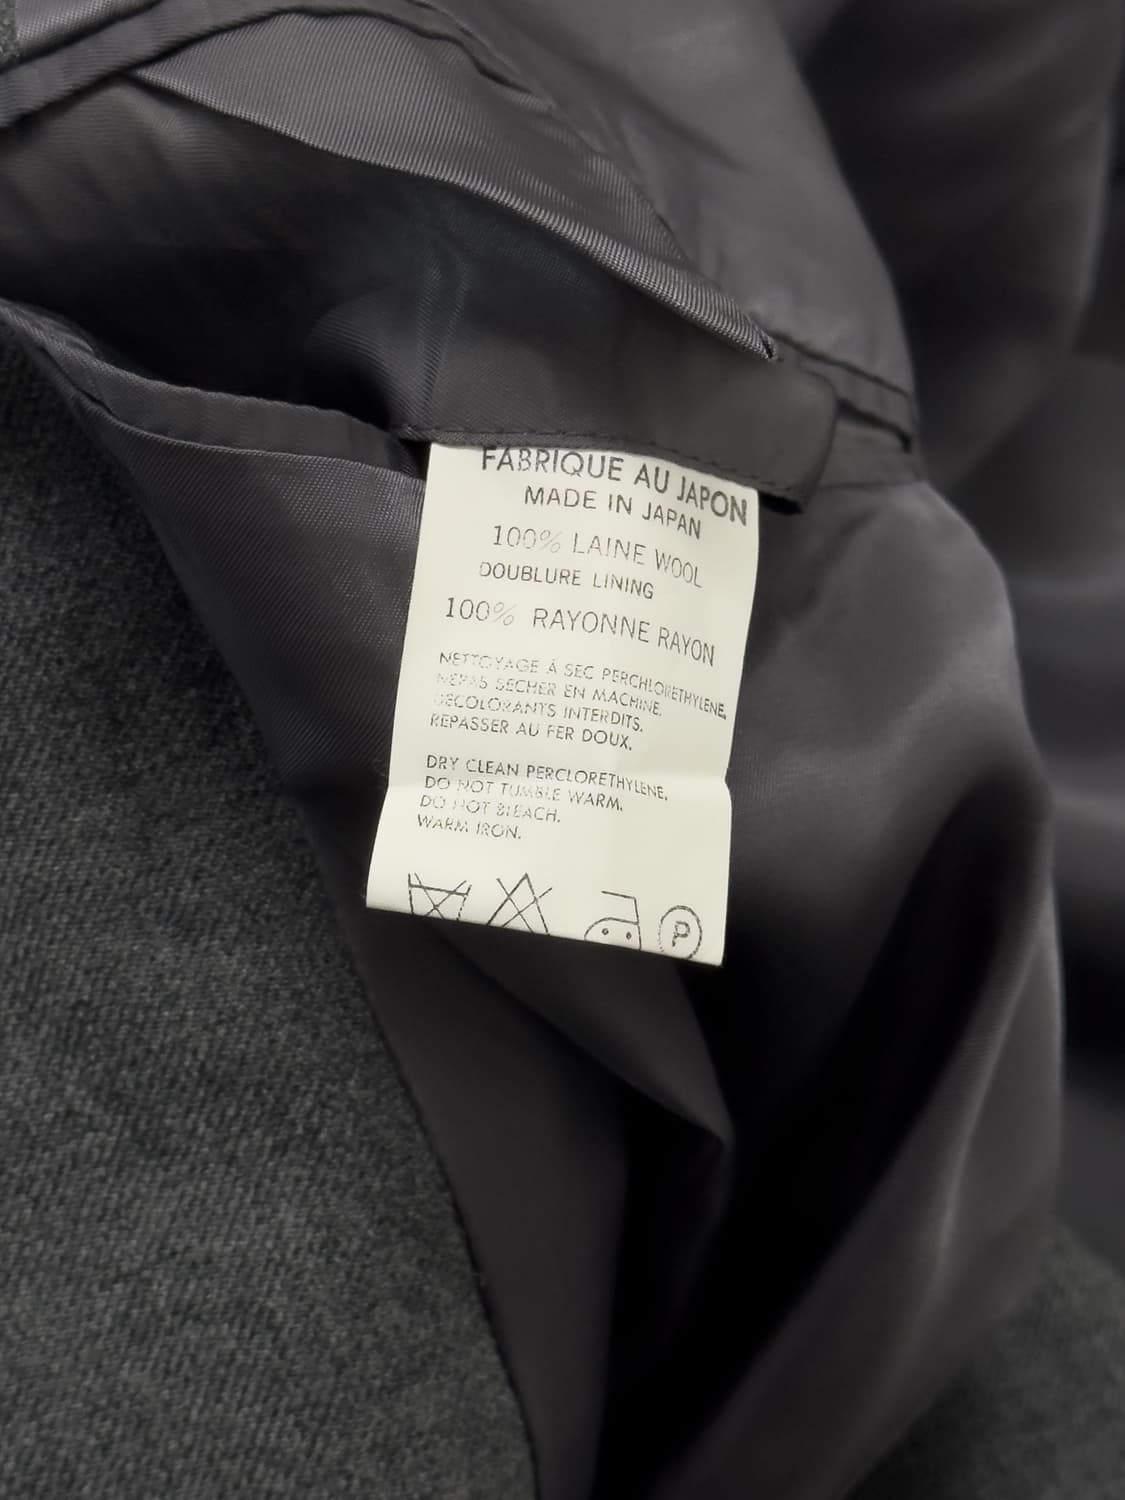 FABRIQUE AU JAPON
MADE IN JAPAN
100% LAINE WOOL
DOUBLURE LINING
100% RAYONNE RAYON
NETTOYAGE À SEC PERCHLORETHYLENE.
NEPAS SECHER EN MACHINE.
DECOLORANTS INTERDITS.
REPASSER AU FER DOUX.
DRY CLEAN PERCLORETHYLENE.
DO NOT TUMBLE WARM.
DO NOT BLEACH.
WARM IRON.
P